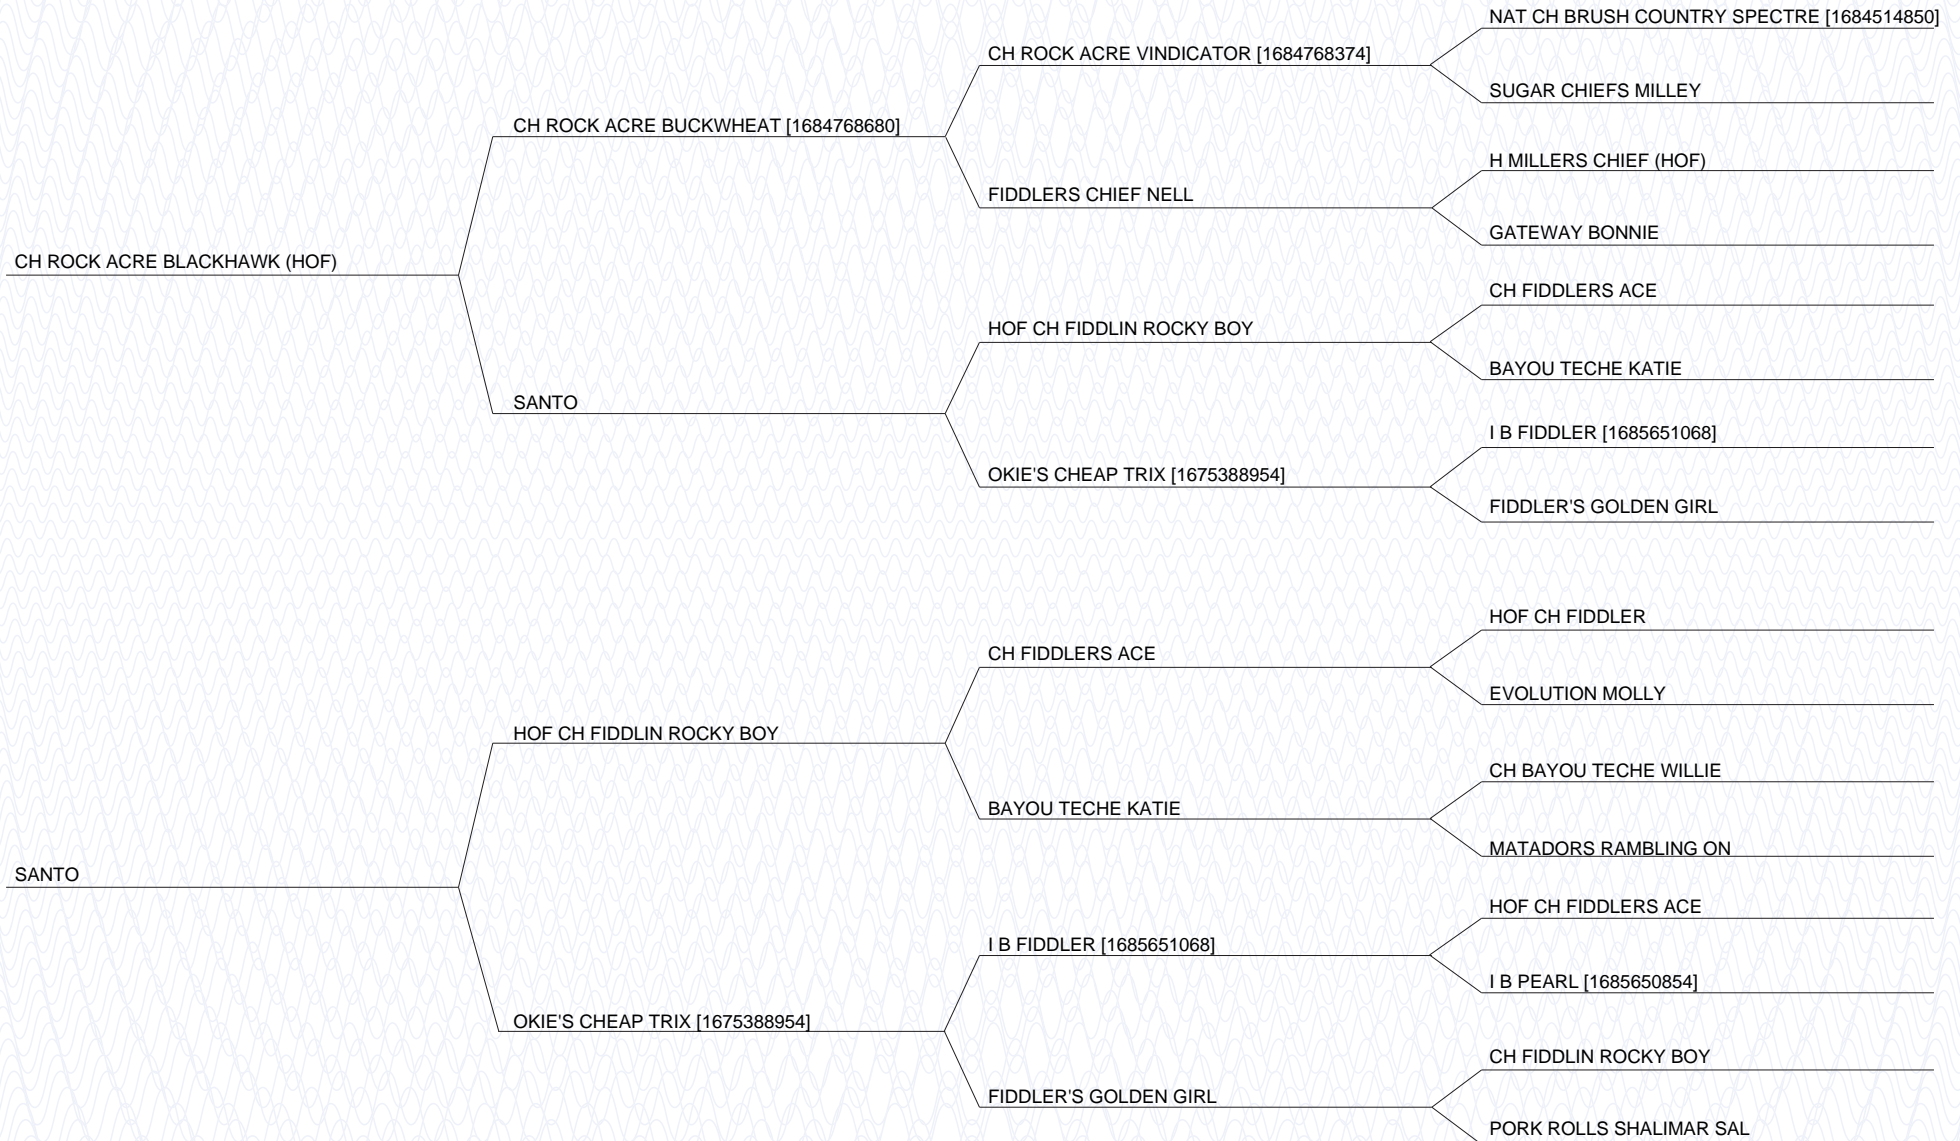 NAT CH BRUSH COUNTRY SPECTRE [1684514850]
CH ROCK ACRE VINDICATOR [1684768374]
SUGAR CHIEFS MILLEY
CH ROCK ACRE BUCKWHEAT [1684768680]
H MILLERS CHIEF (HOF)
FIDDLERS CHIEF NELL
GATEWAY BONNIE
CH ROCK ACRE BLACKHAWK (HOF)
CH FIDDLERS ACE
HOF CH FIDDLIN ROCKY BOY
BAYOU TECHE KATIE
SANTO
I B FIDDLER [1685651068]
OKIE'S CHEAP TRIX [1675388954]
FIDDLER'S GOLDEN GIRL
HOF CH FIDDLER
CH FIDDLERS ACE
EVOLUTION MOLLY
HOF CH FIDDLIN ROCKY BOY
CH BAYOU TECHE WILLIE
BAYOU TECHE KATIE
MATADORS RAMBLING ON
SANTO
HOF CH FIDDLERS ACE
I B FIDDLER [1685651068]
I B PEARL [1685650854]
OKIE'S CHEAP TRIX [1675388954]
CH FIDDLIN ROCKY BOY
FIDDLER'S GOLDEN GIRL
PORK ROLLS SHALIMAR SAL